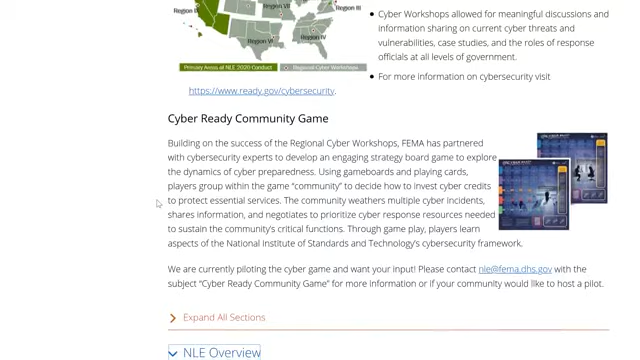 Region VII
Region III
Region IV
Region VI
Primary Areas at NLE 2020 Conduct
Regional Cyber Workshops
• Cyber Workshops allowed for meaningful discussions and
information sharing on current cyber threats and
vulnerabilities, case studies, and the roles of response
officials at all levels of government.
• For more information on cybersecurity visit
https://www.ready.gov/cybersecurity.
Cyber Ready Community Game
Building on the success of the Regional Cyber Workshops, FEMA has partnered
with cybersecurity experts to develop an engaging strategy board game to explore
the dynamics of cyber preparedness. Using gameboards and playing cards,
players group within the game “community” to decide how to invest cyber credits
to protect essential services. The community weathers multiple cyber incidents,
shares information, and negotiates to prioritize cyber response resources needed
to sustain the community’s critical functions. Through game play, players learn
aspects of the National Institute of Standards and Technology’s cybersecurity framework.
We are currently piloting the cyber game and want your input! Please contact nle@fema.dhs.gov with the
subject “Cyber Ready Community Game” for more information or if your community would like to host a pilot.
Expand All Sections
NLE Overview